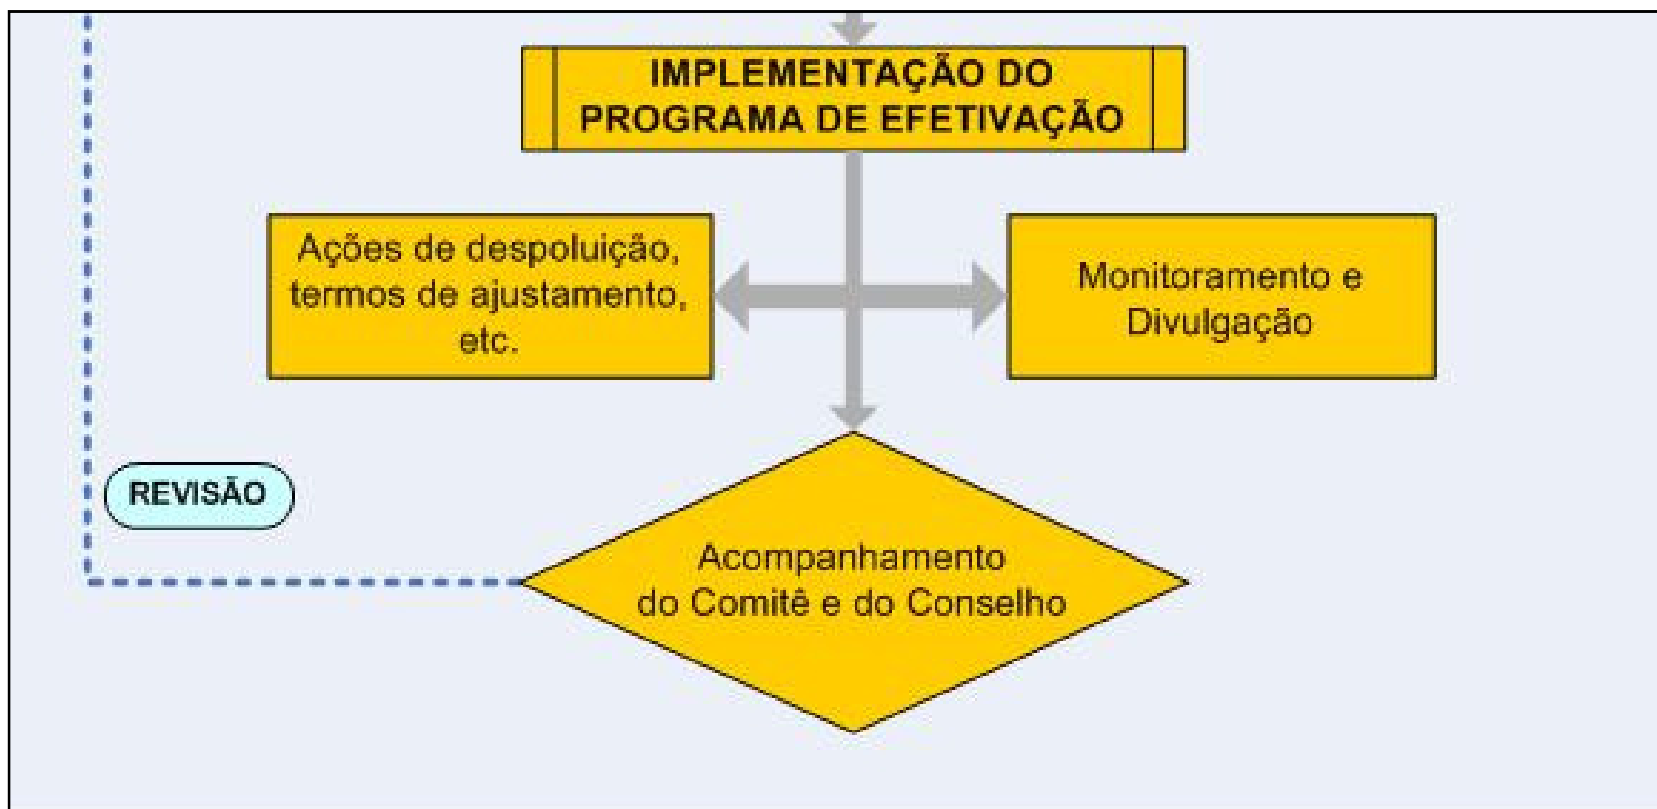 IMPLEMENTAÇÃO DO
PROGRAMA DE EFETIVAÇÃO
Ações de despoluição,
termos de ajustamento,
etc.
Monitoramento e
Divulgação
REVISÃO
Acompanhamento
do Comitê e do Conselho